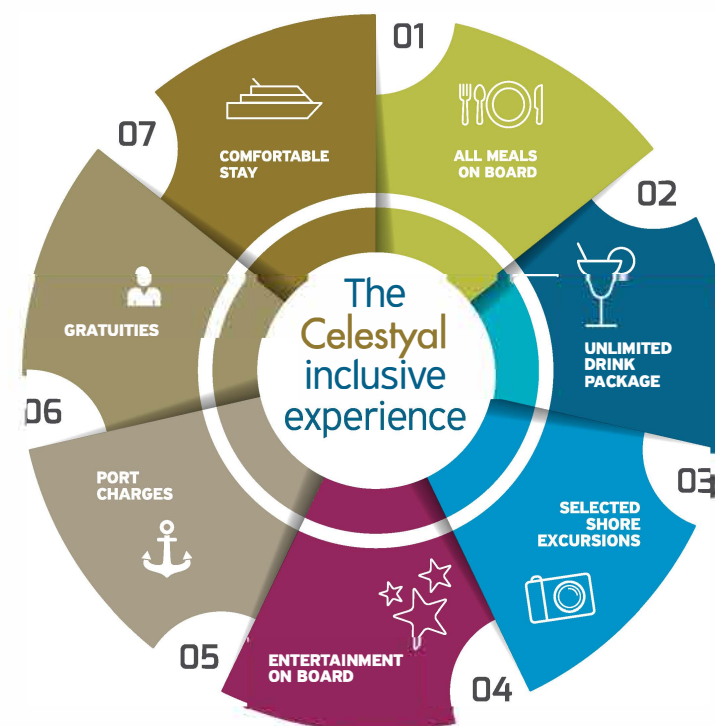 The
Celestyal
inclusive
experience
01
ALL MEALS
ON BOARD
02
UNLIMITED
DRINK
PACKAGE
03
SELECTED
SHORE
EXCURSIONS
04
ENTERTAINMENT
ON BOARD
05
PORT
CHARGES
06
GRATUITIES
07
COMFORTABLE
STAY